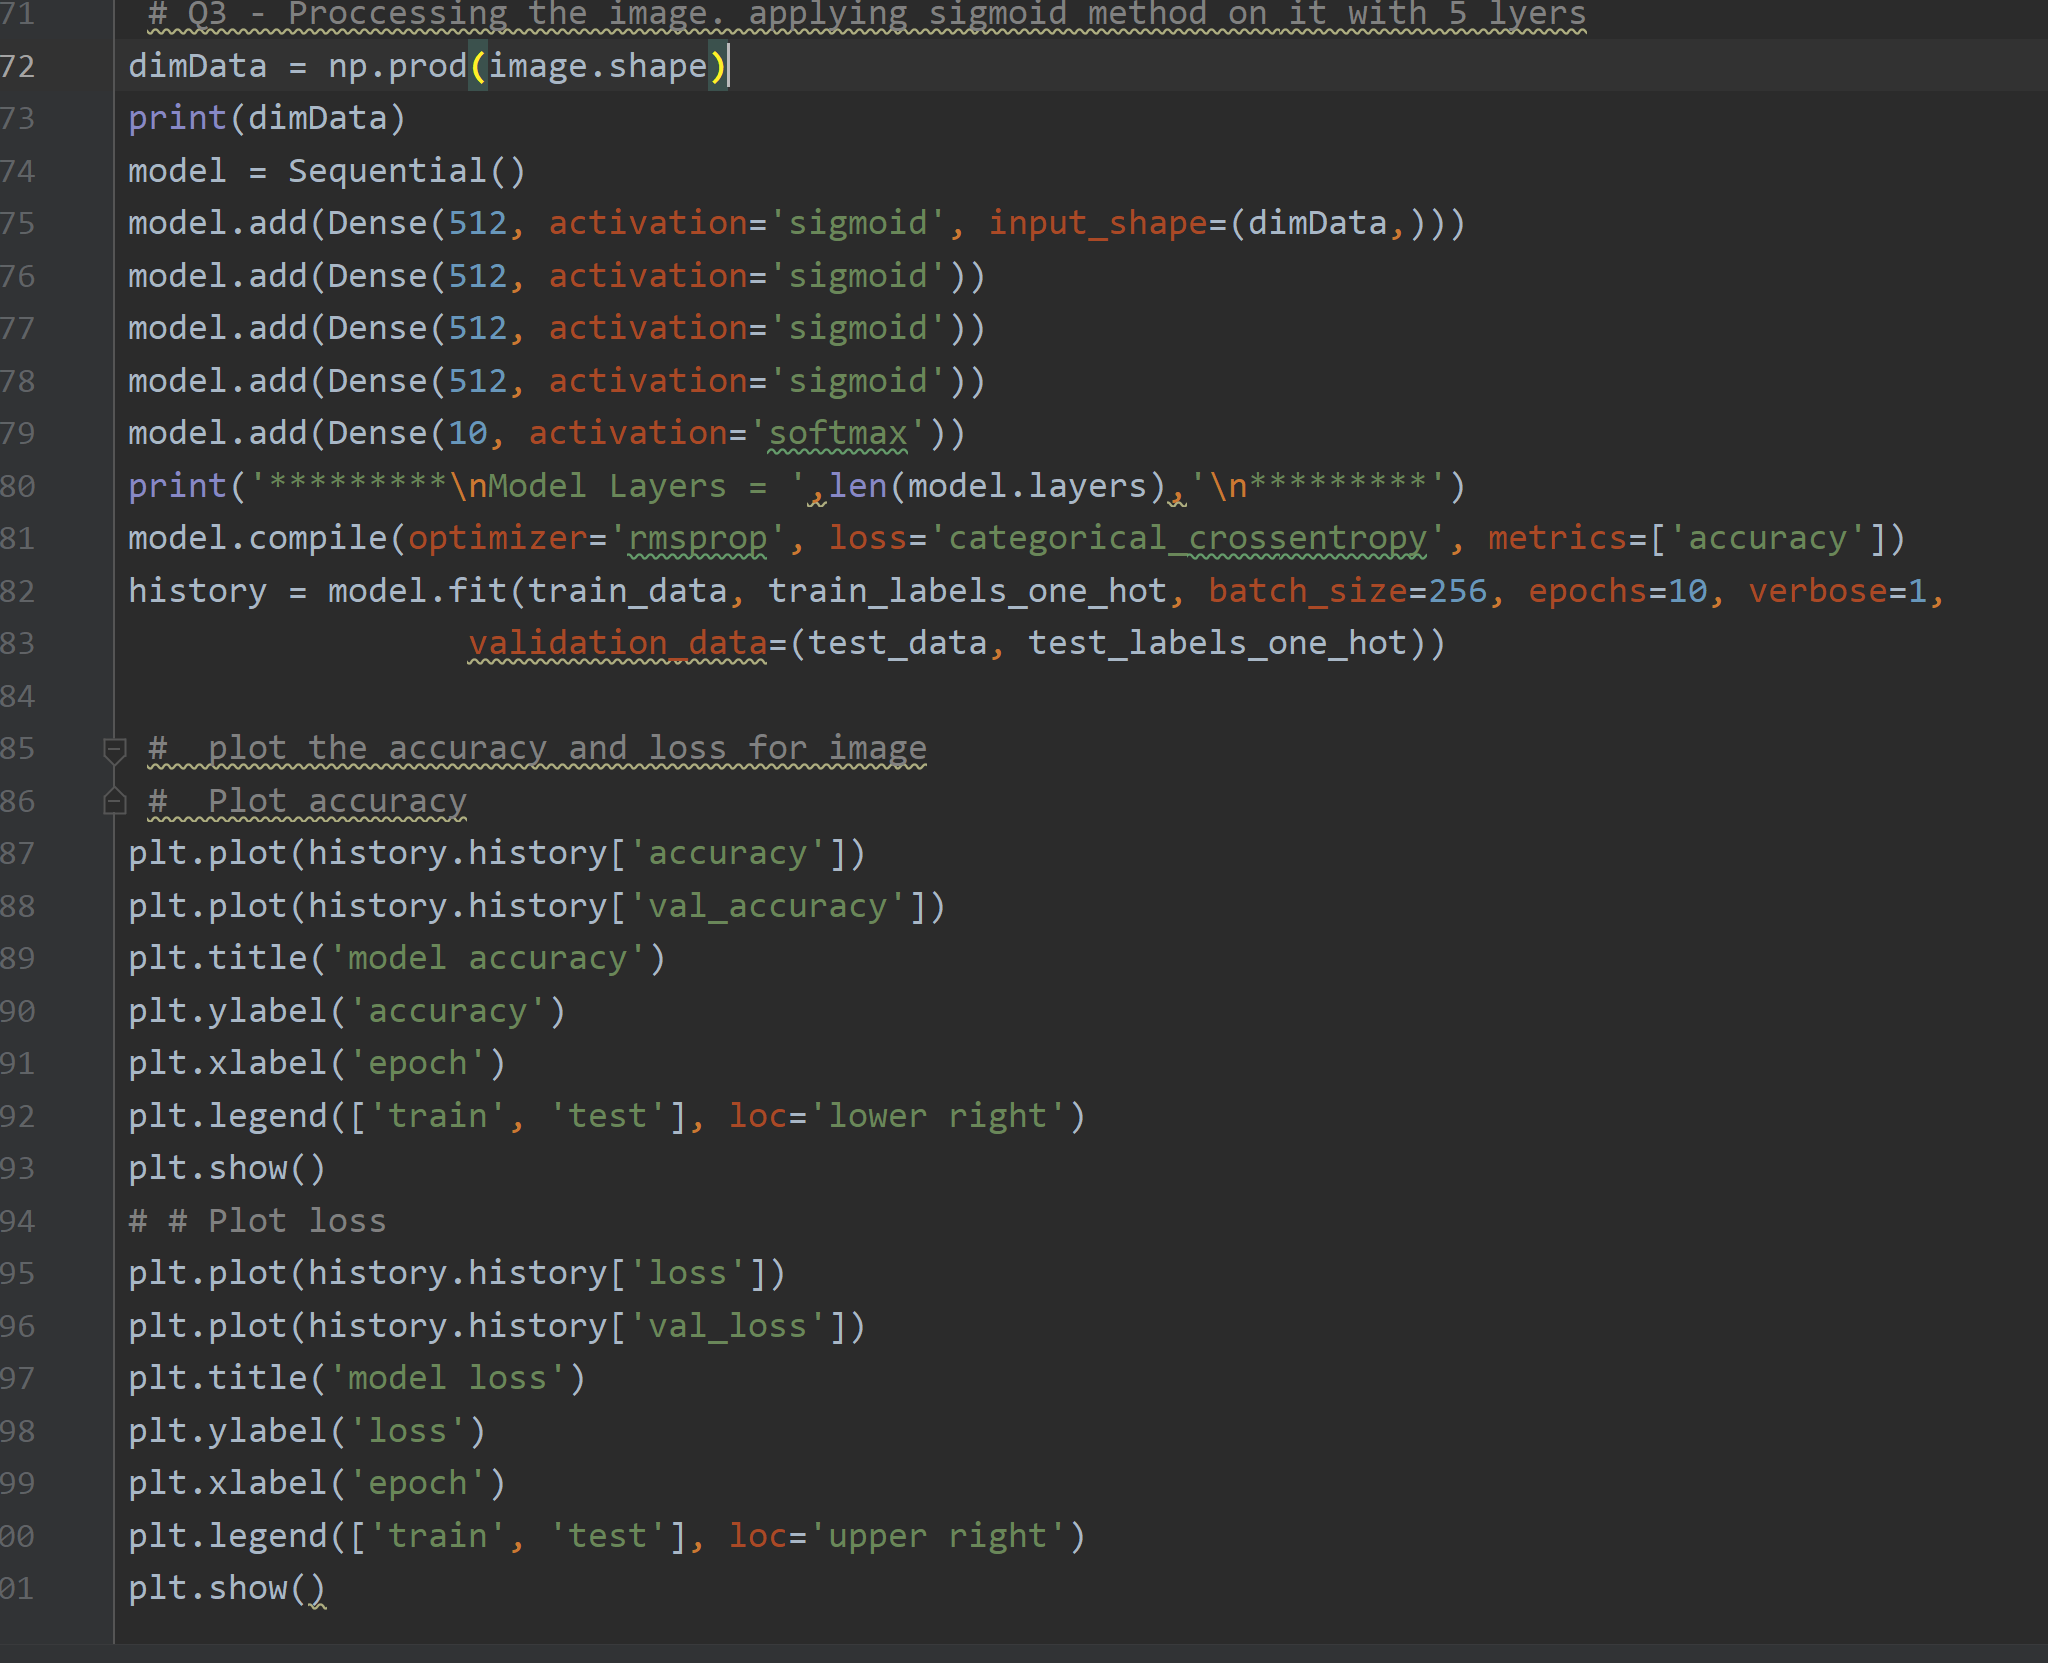 71 # Q3 - Proccessing the image. applying sigmoid method on it with 5 lyers
72 dimData = np.prod(image.shape)
73 print(dimData)
74 model = Sequential()
75 model.add(Dense(512, activation='sigmoid', input_shape=(dimData,)))
76 model.add(Dense(512, activation='sigmoid'))
77 model.add(Dense(512, activation='sigmoid'))
78 model.add(Dense(512, activation='sigmoid'))
79 model.add(Dense(10, activation='softmax'))
80 print('*********\nModel Layers = ',len(model.layers),'\n*********')
81 model.compile(optimizer='rmsprop', loss='categorical_crossentropy', metrics=['accuracy'])
82 history = model.fit(train_data, train_labels_one_hot, batch_size=256, epochs=10, verbose=1,
83 validation_data=(test_data, test_labels_one_hot))
84
85 #  plot the accuracy and loss for image
86 #  Plot accuracy
87 plt.plot(history.history['accuracy'])
88 plt.plot(history.history['val_accuracy'])
89 plt.title('model accuracy')
90 plt.ylabel('accuracy')
91 plt.xlabel('epoch')
92 plt.legend(['train', 'test'], loc='lower right')
93 plt.show()
94 # # Plot loss
95 plt.plot(history.history['loss'])
96 plt.plot(history.history['val_loss'])
97 plt.title('model loss')
98 plt.ylabel('loss')
99 plt.xlabel('epoch')
00 plt.legend(['train', 'test'], loc='upper right')
01 plt.show()